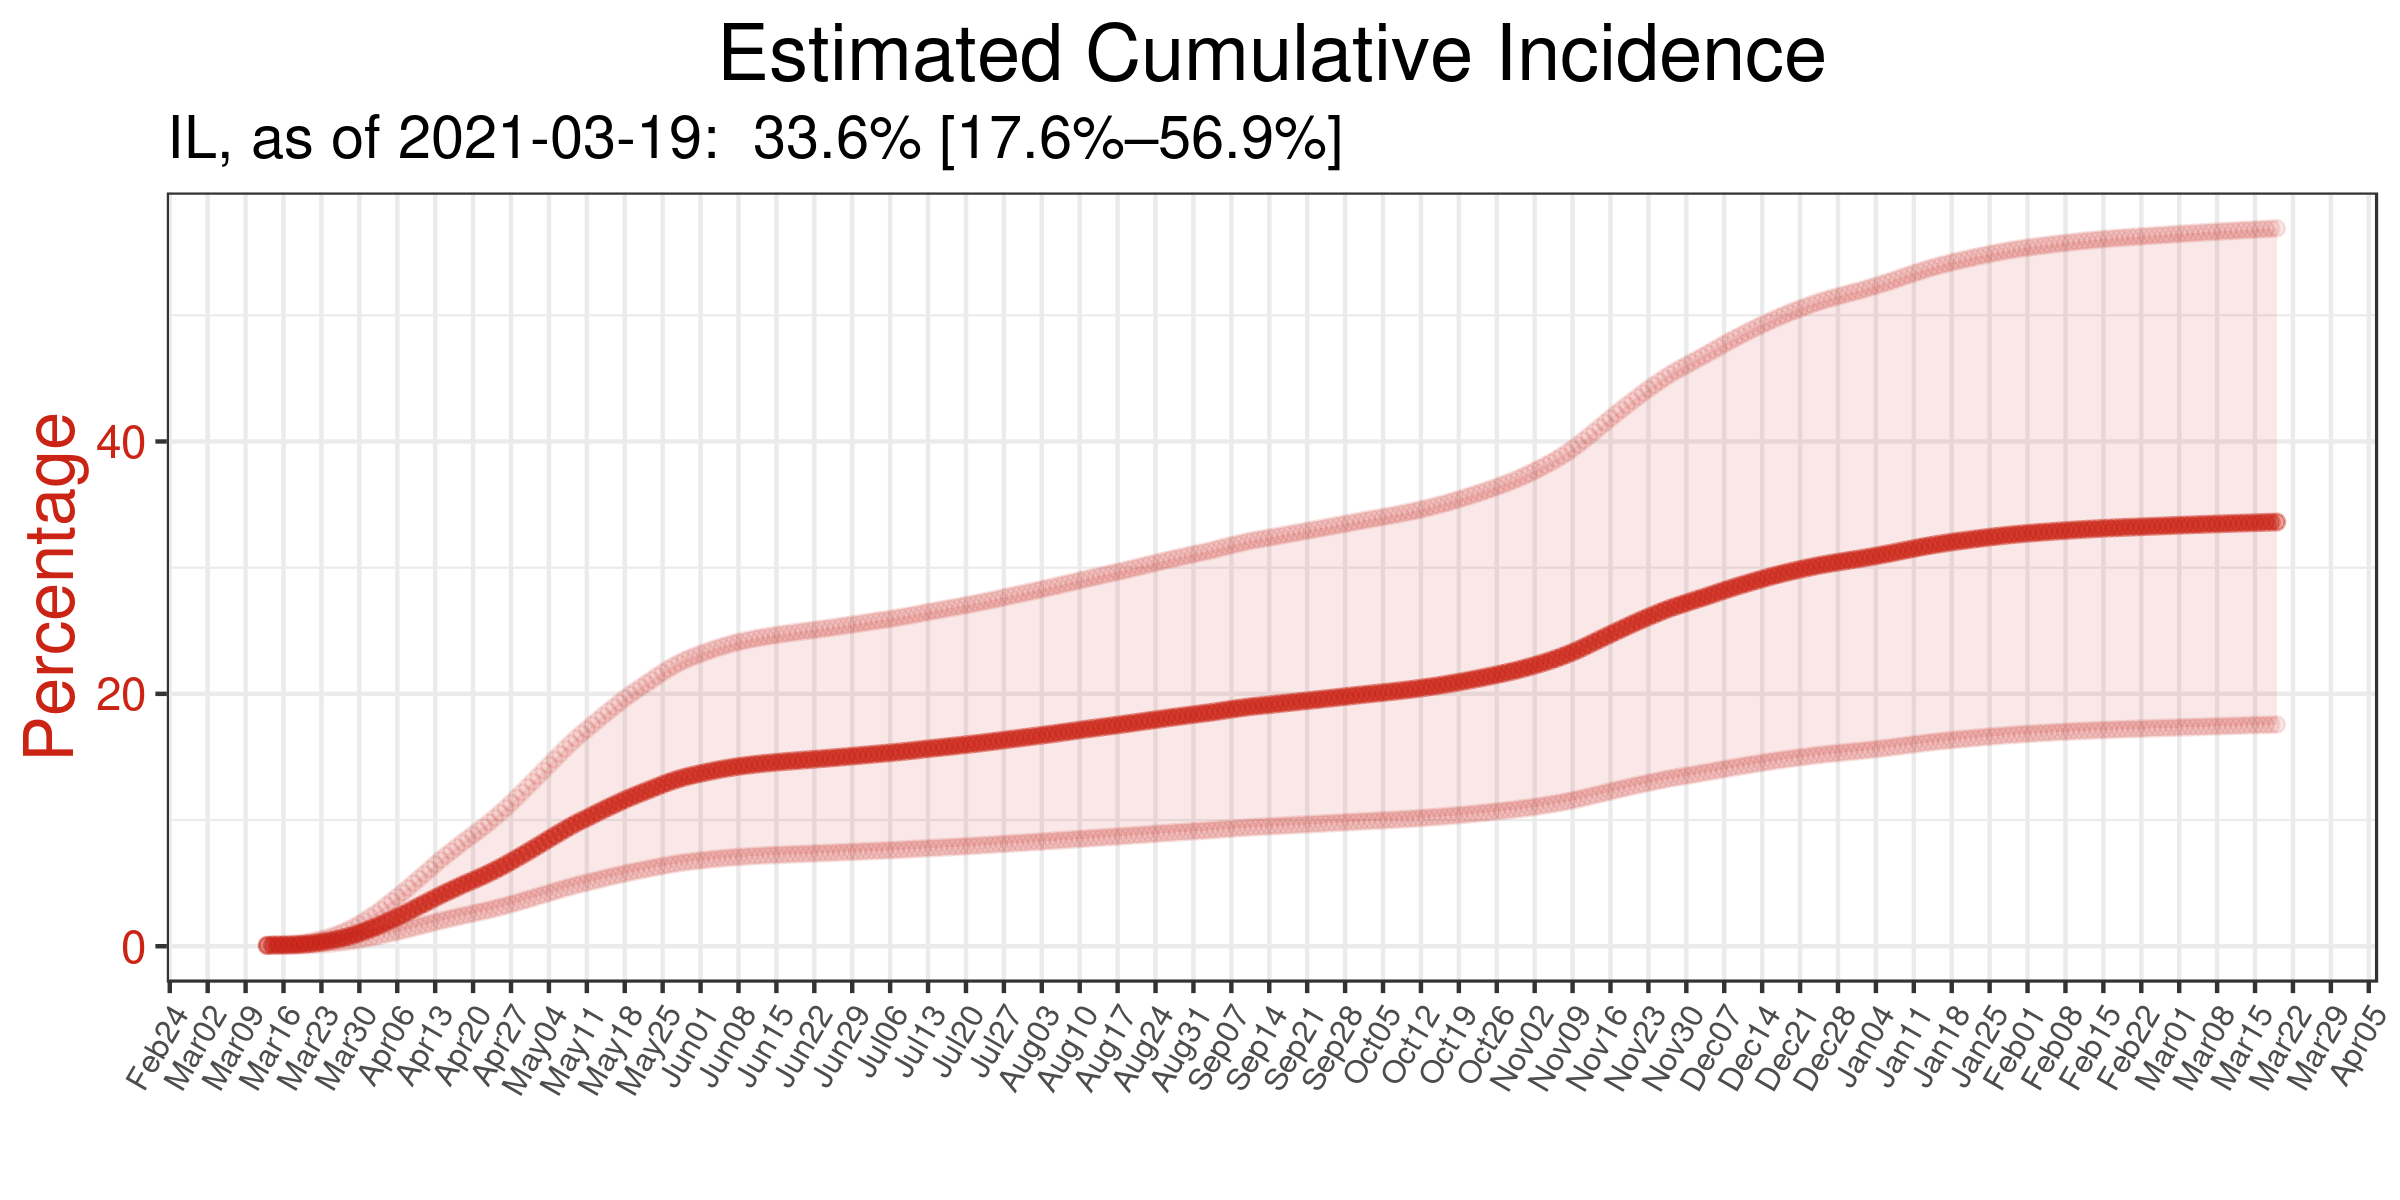 Estimated Cumulative Incidence
IL, as of 2021-03-19:  33.6% [17.6%–56.9%]
Percentage
40
20
0
Feb24
Mar02
Mar09
Mar16
Mar23
Mar30
Apr06
Apr13
Apr20
Apr27
May04
May11
May18
May25
Jun01
Jun08
Jun15
Jun22
Jun29
Jul06
Jul13
Jul20
Jul27
Aug03
Aug10
Aug17
Aug24
Aug31
Sep07
Sep14
Sep21
Sep28
Oct05
Oct12
Oct19
Oct26
Nov02
Nov09
Nov16
Nov23
Nov30
Dec07
Dec14
Dec21
Dec28
Jan04
Jan11
Jan18
Jan25
Feb01
Feb08
Feb15
Feb22
Mar01
Mar08
Mar15
Mar22
Mar29
Apr05